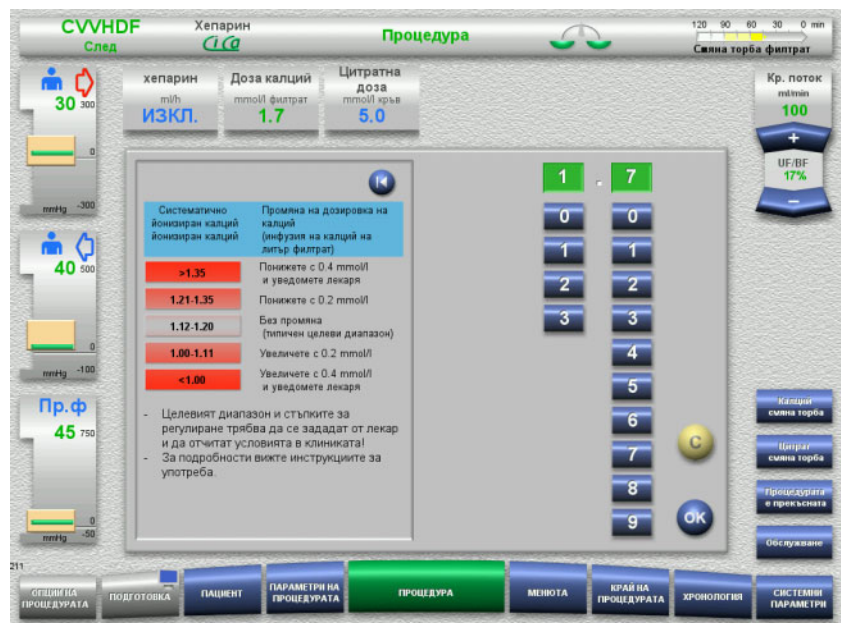 CVVHDF
След
Хепарин
Ci Ca
Процедура
120 90 60 30 0 min
Смяна торба филтрат
30 300
0
mmHg -300
40 500
0
mmHg -100
Пр.ф
45 750
0
mmHg -50
хепарин
ml/h
ИЗКЛ.
Доза калций
mmol/l филтрат
1.7
Цитратна
доза
mmol/l кръв
5.0
Кр. поток
ml/min
100
+
UF/BF
17%
−
Систематично
йонизиран калций
йонизиран калций
Промяна на дозировка на
калций
(инфузия на калций на
литър филтрат)
>1.35
Понижете с 0.4 mmol/l
и уведомете лекаря
1.21-1.35
Понижете с 0.2 mmol/l
1.12-1.20
Без промяна
(типичен целеви диапазон)
1.00-1.11
Увеличете с 0.2 mmol/l
<1.00
Увеличете с 0.4 mmol/l
и уведомете лекаря
- Целевият диапазон и стъпките за
регулиране трябва да се зададат от лекар
и да отчитат условията в клиниката!
- За подробности вижте инструкциите за
употреба.
1 . 7
0 0
1 1
2 2
3 3
4
5
6
7
8
9
C
OK
Калций
смяна торба
Цитрат
смяна торба
Процедурата
е прекъсната
Обслужване
211
ОПЦИИ НА
ПРОЦЕДУРАТА
ПОДГОТОВКА
ПАЦИЕНТ
ПАРАМЕТРИ НА
ПРОЦЕДУРАТА
ПРОЦЕДУРА
МЕНЮТА
КРАЙ НА
ПРОЦЕДУРАТА
ХРОНОЛОГИЯ
СИСТЕМНИ
ПАРАМЕТРИ